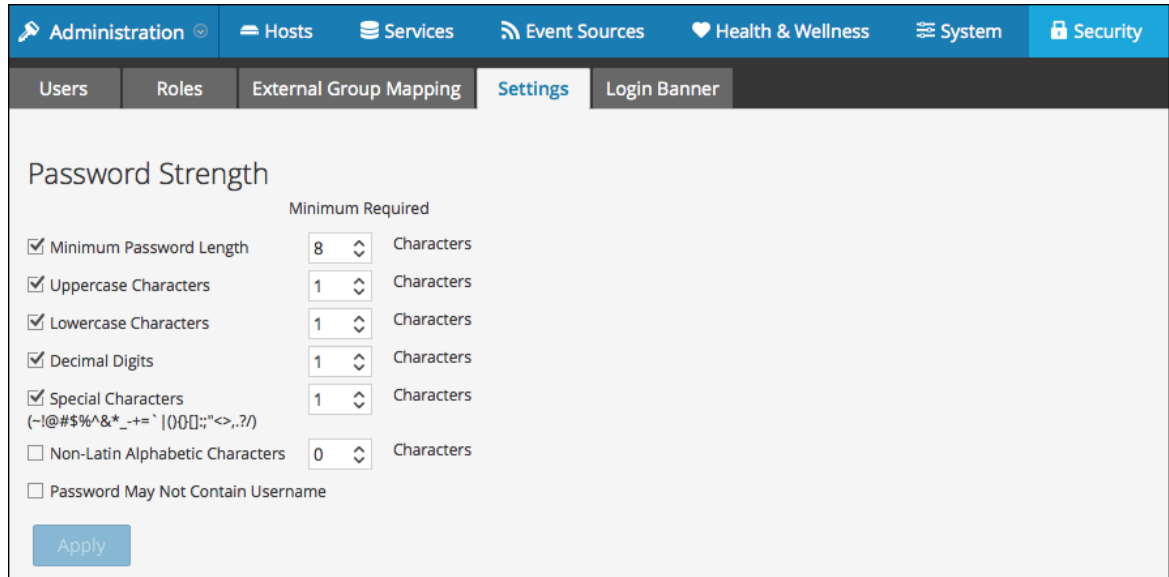 Administration Hosts Services Event Sources Health & Wellness System Security
Users Roles External Group Mapping Settings Login Banner
Password Strength
Minimum Required
Minimum Password Length 8 Characters
Uppercase Characters 1 Characters
Lowercase Characters 1 Characters
Decimal Digits 1 Characters
Special Characters 1 Characters
(~!@#$%^&*_-+=`|(){}[]:;"<>,.?/)
Non-Latin Alphabetic Characters 0 Characters
Password May Not Contain Username
Apply